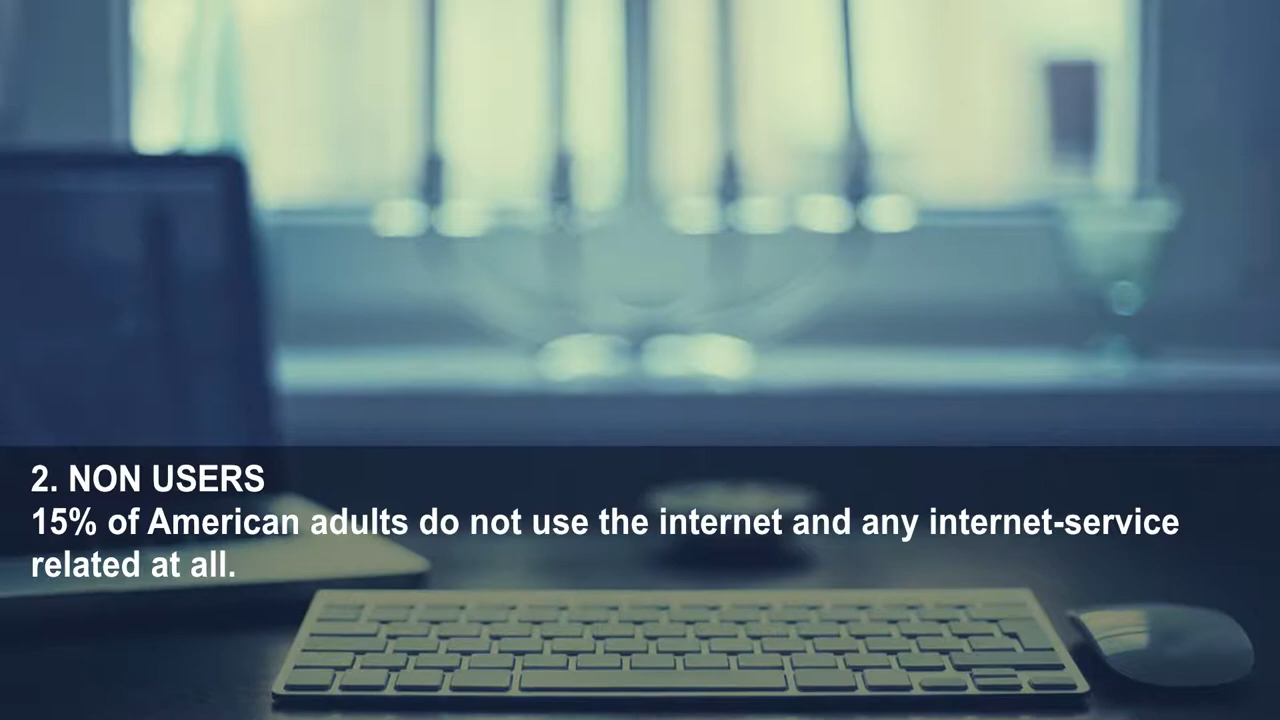 2. NON USERS
15% of American adults do not use the internet and any internet-service
related at all.